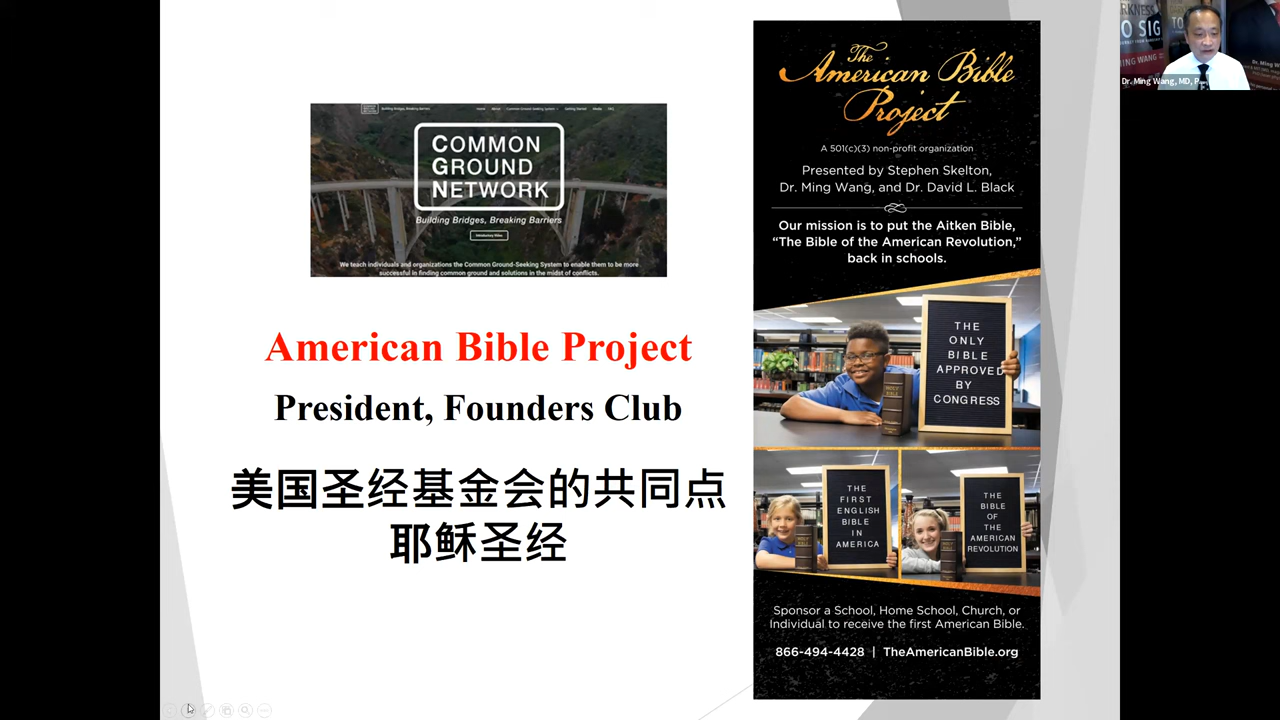 COMMON
GROUND
NETWORK
Building Bridges, Breaking Barriers
We teach individuals and organizations the Common Ground-Seeking System to enable them to be more
successful in finding common ground and solutions in the midst of conflicts.
American Bible Project
President, Founders Club
美国圣经基金会的共同点
耶稣圣经
The
American Bible
Project
A 501(c)(3) non-profit organization
Presented by Stephen Skelton,
Dr. Ming Wang, and Dr. David L. Black
Our mission is to put the Aitken Bible,
“The Bible of the American Revolution,”
back in schools.
THE
ONLY
BIBLE
APPROVED
BY
CONGRESS
HOLY
BIBLE
THE
FIRST
ENGLISH
BIBLE
IN
AMERICA
THE
BIBLE
OF
THE
AMERICAN
REVOLUTION
Sponsor a School, Home School, Church, or
Individual to receive the first American Bible.
866-494-4428 | TheAmericanBible.org
Dr. Ming Wang, MD, P